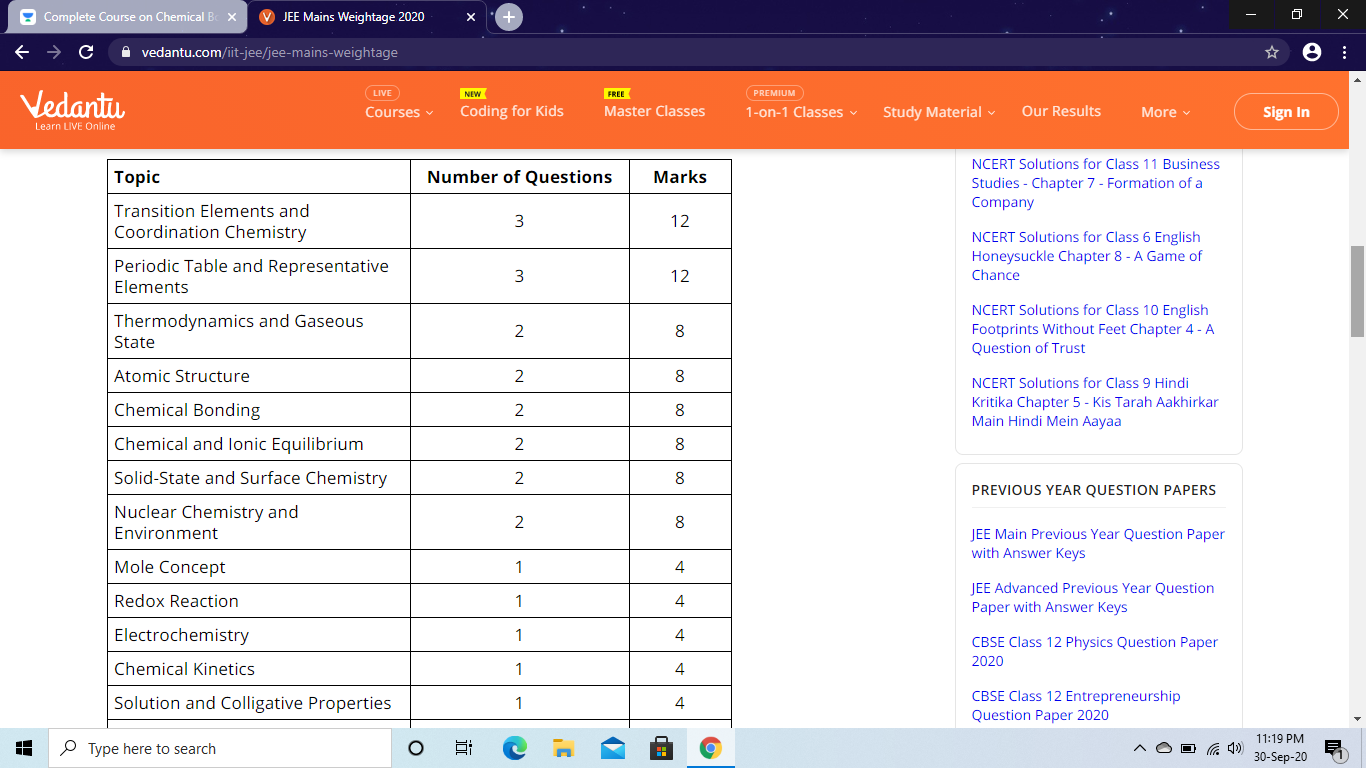 Complete Course on Chemical Bo
JEE Mains Weightage 2020
vedantu.com/iit-jee/jee-mains-weightage
Vedantu
Learn LIVE Online
LIVE
Courses
NEW
Coding for Kids
FREE
Master Classes
PREMIUM
1-on-1 Classes
Study Material
Our Results
More
Sign In
Topic Number of Questions Marks
Transition Elements and
Coordination Chemistry 3 12
Periodic Table and Representative
Elements 3 12
Thermodynamics and Gaseous
State 2 8
Atomic Structure 2 8
Chemical Bonding 2 8
Chemical and Ionic Equilibrium 2 8
Solid-State and Surface Chemistry 2 8
Nuclear Chemistry and
Environment 2 8
Mole Concept 1 4
Redox Reaction 1 4
Electrochemistry 1 4
Chemical Kinetics 1 4
Solution and Colligative Properties 1 4
NCERT Solutions for Class 11 Business
Studies - Chapter 7 - Formation of a
Company
NCERT Solutions for Class 6 English
Honeysuckle Chapter 8 - A Game of
Chance
NCERT Solutions for Class 10 English
Footprints Without Feet Chapter 4 - A
Question of Trust
NCERT Solutions for Class 9 Hindi
Kritika Chapter 5 - Kis Tarah Aakhirkar
Main Hindi Mein Aayaa
PREVIOUS YEAR QUESTION PAPERS
JEE Main Previous Year Question Paper
with Answer Keys
JEE Advanced Previous Year Question
Paper with Answer Keys
CBSE Class 12 Physics Question Paper
2020
CBSE Class 12 Entrepreneurship
Question Paper 2020
Type here to search
11:19 PM
30-Sep-20
1